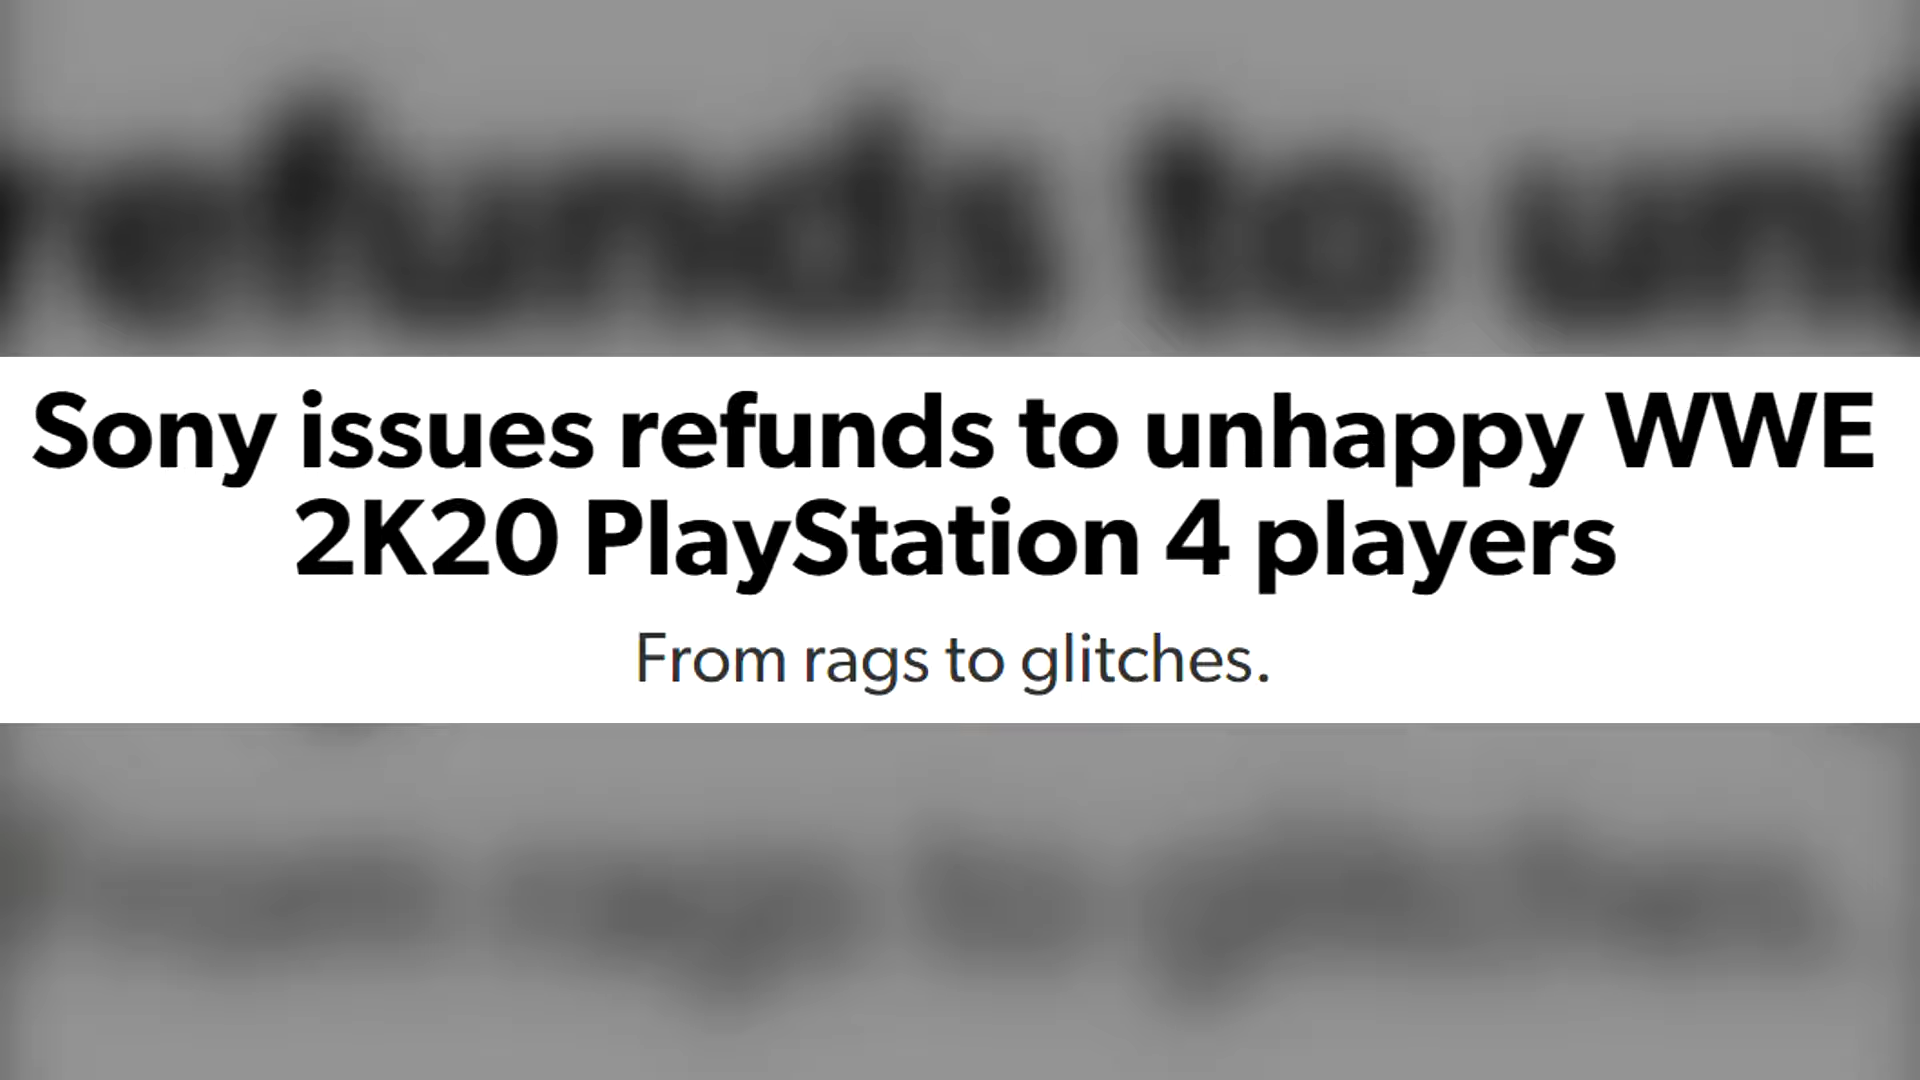 Sony issues refunds to unhappy WWE
2K20 PlayStation 4 players
From rags to glitches.